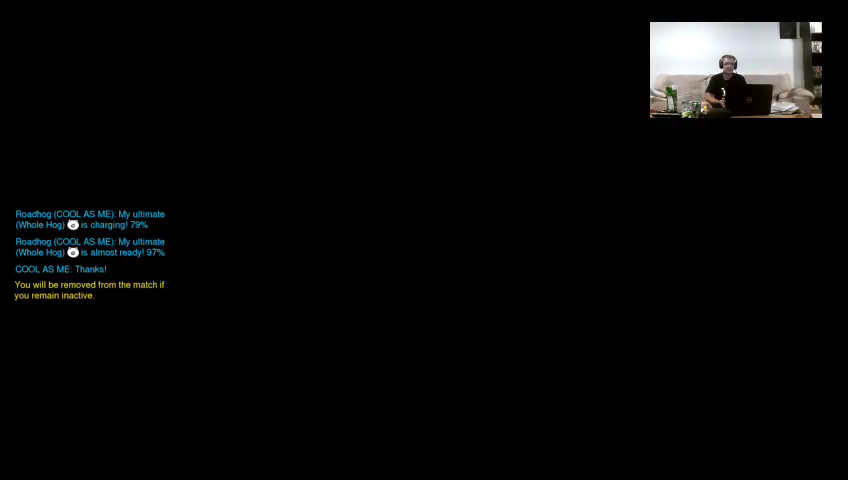 Roadhog (COOL AS ME): My ultimate
(Whole Hog) is charging! 79%
Roadhog (COOL AS ME): My ultimate
(Whole Hog) is almost ready! 97%.
COOL AS ME: Thanks!
You will be removed from the match if
you remain inactive.